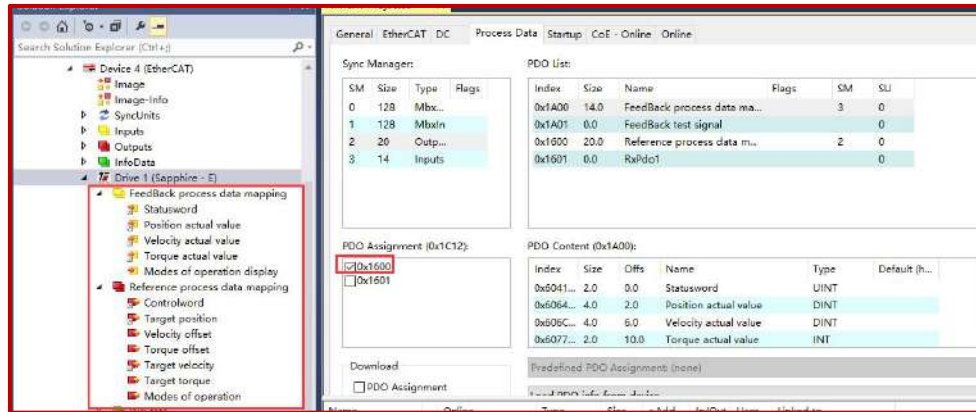 Search Solution Explorer (Ctrl+;)
Device 4 (EtherCAT)
Image
Image-Info
SyncUnits
Inputs
Outputs
InfoData
Drive 1 (Sapphire - E)
FeedBack process data mapping
Statusword
Position actual value
Velocity actual value
Torque actual value
Modes of operation display
Reference process data mapping
Controlword
Target position
Velocity offset
Torque offset
Target velocity
Target torque
Modes of operation
General EtherCAT DC Process Data Startup CoE - Online Online
Sync Manager:
SM Size Type Flags
0 128 Mbx...
1 128 MbxIn
2 20 Outp...
3 14 Inputs
PDO List:
Index Size Name Flags SM SU
0x1A00 14.0 FeedBack process data ma... 3 0
0x1A01 0.0 FeedBack test signal 0
0x1600 20.0 Reference process data m... 2 0
0x1601 0.0 RxPdo1 0
PDO Assignment (0x1C12):
0x1600
0x1601
PDO Content (0x1A00):
Index Size Offs Name Type Default (h...
0x6041... 2.0 0.0 Statusword UINT
0x6064... 4.0 2.0 Position actual value DINT
0x606C... 4.0 6.0 Velocity actual value DINT
0x6077... 2.0 10.0 Torque actual value INT
Download
PDO Assignment
Predefined PDO Assignment: (none)